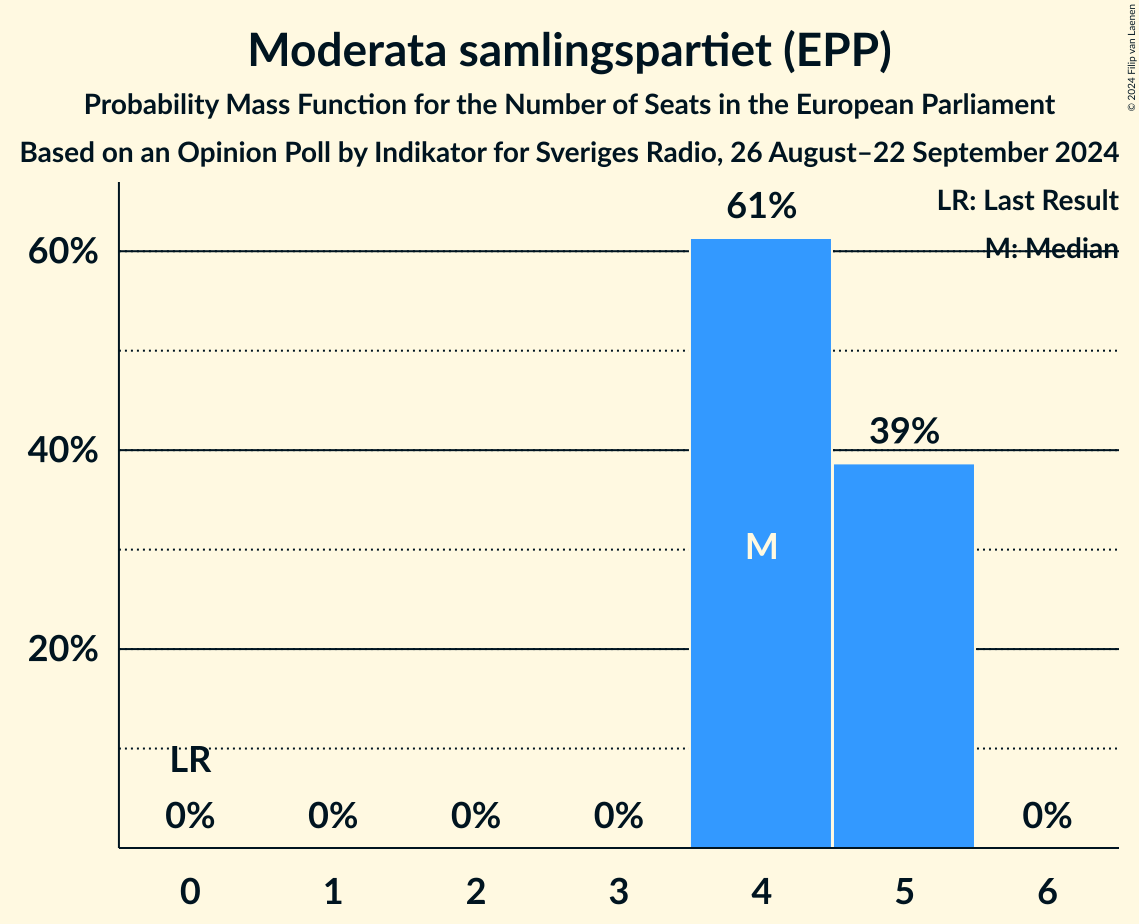 Moderata samlingspartiet (EPP)
Probability Mass Function for the Number of Seats in the European Parliament
Based on an Opinion Poll by Indikator for Sveriges Radio, 26 August–22 September 2024
© 2024 Filip van Laenen
LR: Last Result
M: Median
61%
60%
39%
40%
M
20%
LR
0% 0% 0% 0% 0%
0 1 2 3 4 5 6